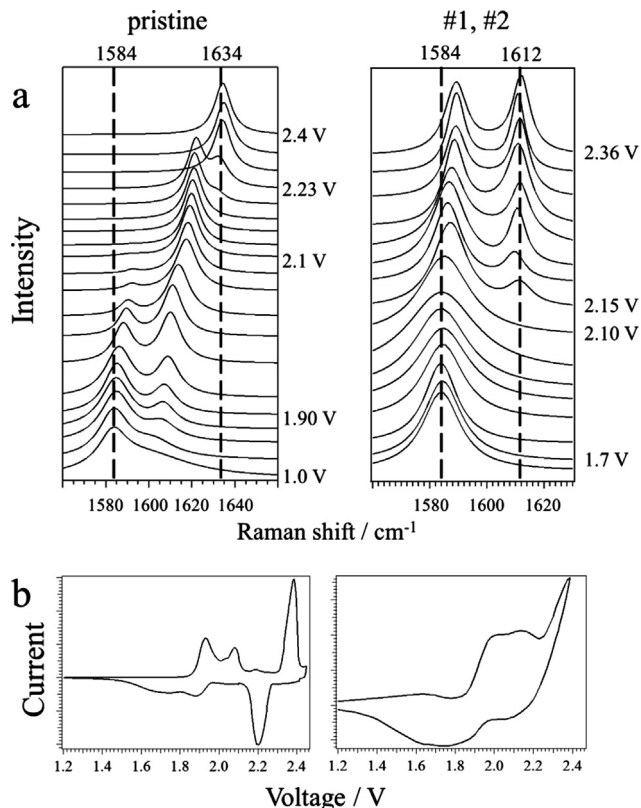 pristine #1, #2
1584 1634 1584 1612
a
2.4 V
2.23 V
2.1 V
1.90 V
1.0 V
2.36 V
2.15 V
2.10 V
1.7 V
Intensity
1580 1600 1620 1640 1580 1600 1620
Raman shift / cm⁻¹
b
Current
1.2 1.4 1.6 1.8 2.0 2.2 2.4 1.2 1.4 1.6 1.8 2.0 2.2 2.4
Voltage / V